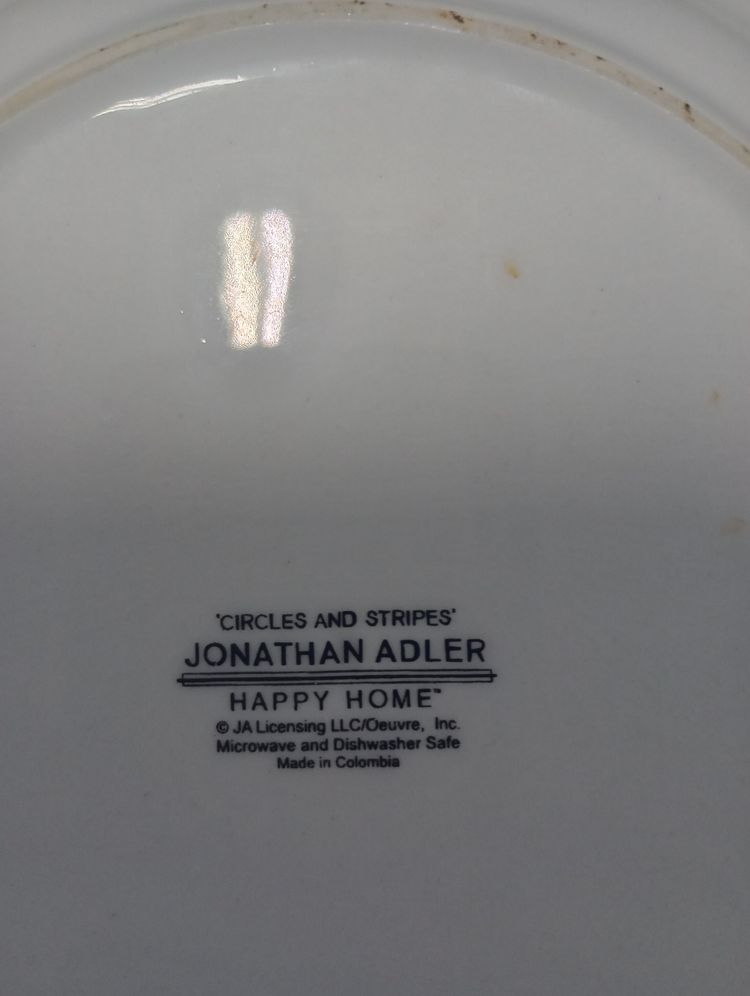 'CIRCLES AND STRIPES'
JONATHAN ADLER
HAPPY HOME™
© JA Licensing LLC/Oeuvre, Inc.
Microwave and Dishwasher Safe
Made in Colombia